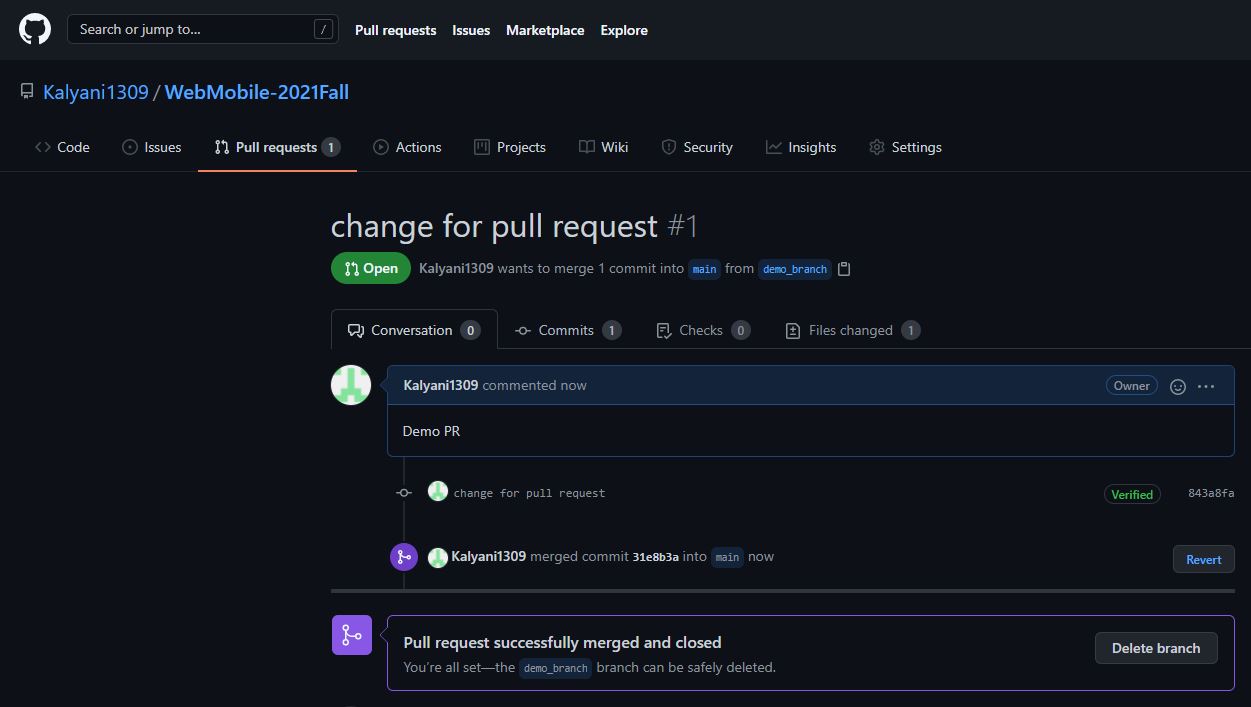 Search or jump to... / Pull requests Issues Marketplace Explore
Kalyani1309 / WebMobile-2021Fall
Code Issues Pull requests 1 Actions Projects Wiki Security Insights Settings
change for pull request #1
Open Kalyani1309 wants to merge 1 commit into main from demo_branch
Conversation 0 Commits 1 Checks 0 Files changed 1
Kalyani1309 commented now Owner
Demo PR
change for pull request Verified 843a8fa
Kalyani1309 merged commit 31e8b3a into main now Revert
Pull request successfully merged and closed
You're all set—the demo_branch branch can be safely deleted. Delete branch